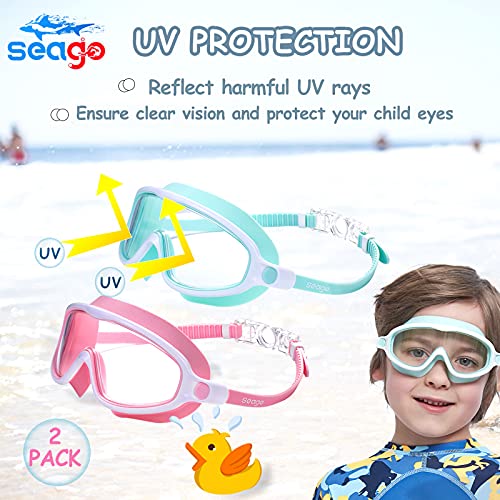 seago
UV PROTECTION
Reflect harmful UV rays
Ensure clear vision and protect your child eyes
UV
UV
seago
seago
2
PACK